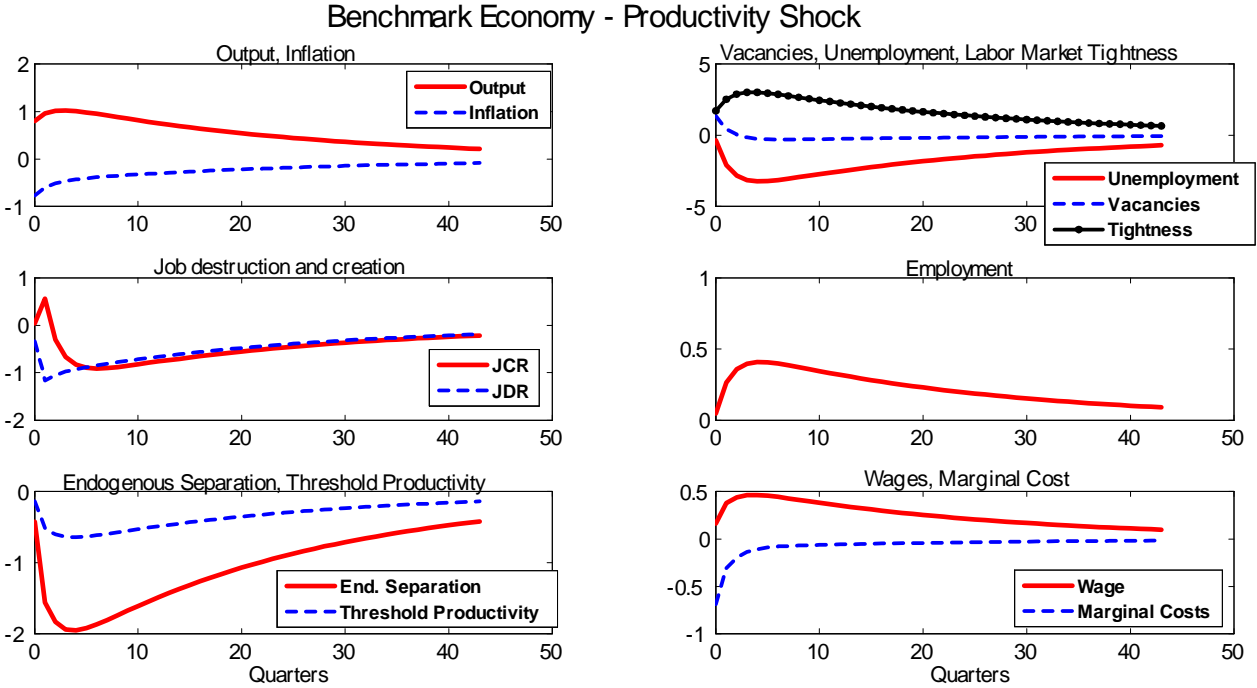 Benchmark Economy - Productivity Shock
Output, Inflation
2
1
0
-1
0 10 20 30 40 50
Output
Inflation
Vacancies, Unemployment, Labor Market Tightness
5
0
-5
0 10 20 30 40 50
Unemployment
Vacancies
Tightness
Job destruction and creation
1
0
-1
-2
0 10 20 30 40 50
JCR
JDR
Employment
1
0.5
0
0 10 20 30 40 50
Endogenous Separation, Threshold Productivity
0
-1
-2
0 10 20 30 40 50
End. Separation
Threshold Productivity
Quarters
Wages, Marginal Cost
0.5
0
-0.5
-1
0 10 20 30 40 50
Wage
Marginal Costs
Quarters